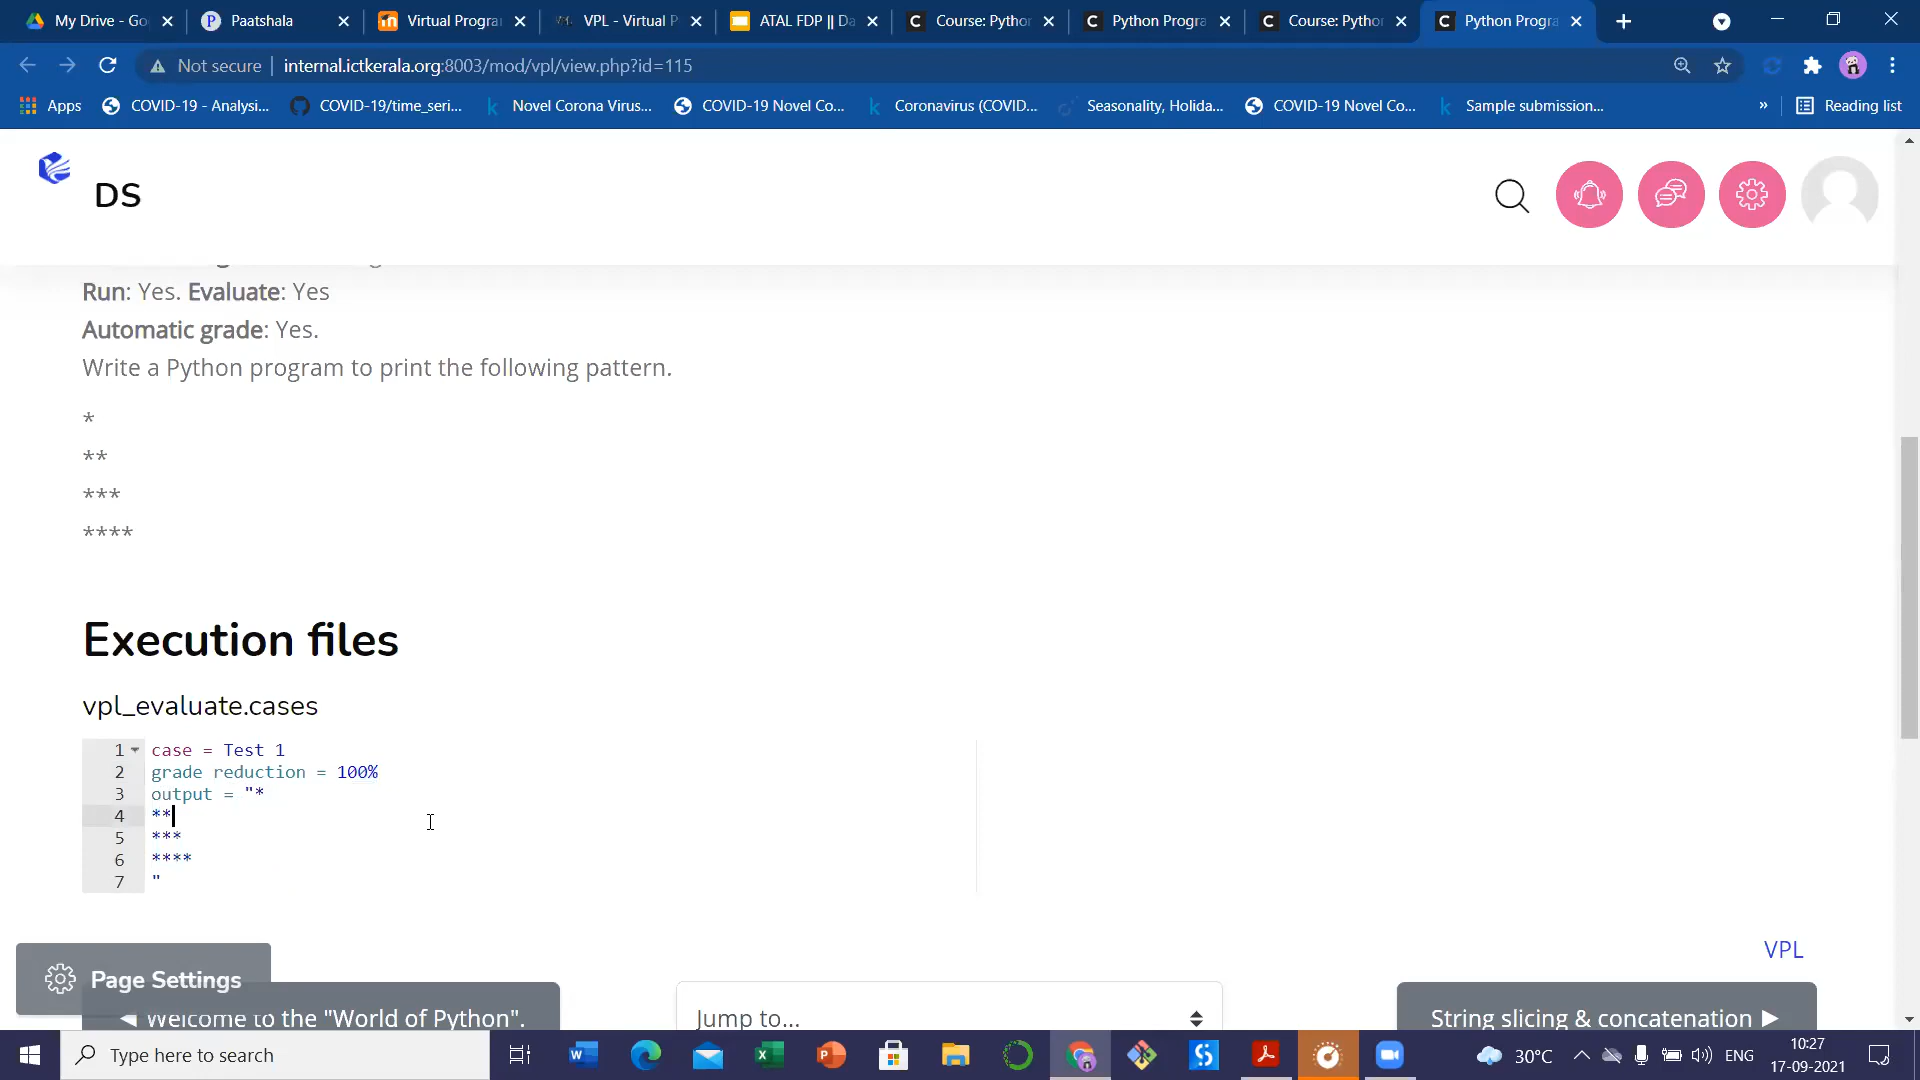 My Drive - Go
Paatshala
Virtual Progra
VPL - Virtual P
ATAL FDP || Da
Course: Pytho
Python Progra
Course: Pytho
Python Progra
Not secure
internal.ictkerala.org:8003/mod/vpl/view.php?id=115
Apps
COVID-19 - Analysi...
COVID-19/time_seri...
Novel Corona Virus...
COVID-19 Novel Co...
Coronavirus (COVID...
Seasonality, Holida...
COVID-19 Novel Co...
Sample submission...
»
Reading list
DS
Run: Yes. Evaluate: Yes
Automatic grade: Yes.
Write a Python program to print the following pattern.
*
**
***
****
Execution files
vpl_evaluate.cases
1 case = Test 1
2 grade reduction = 100%
3 output = "*
4 **
5 ***
6 ****
7 "
VPL
Page Settings
◄ Welcome to the "World of Python".
Jump to...
String slicing & concatenation ►
Type here to search
30°C
ENG
10:27
17-09-2021